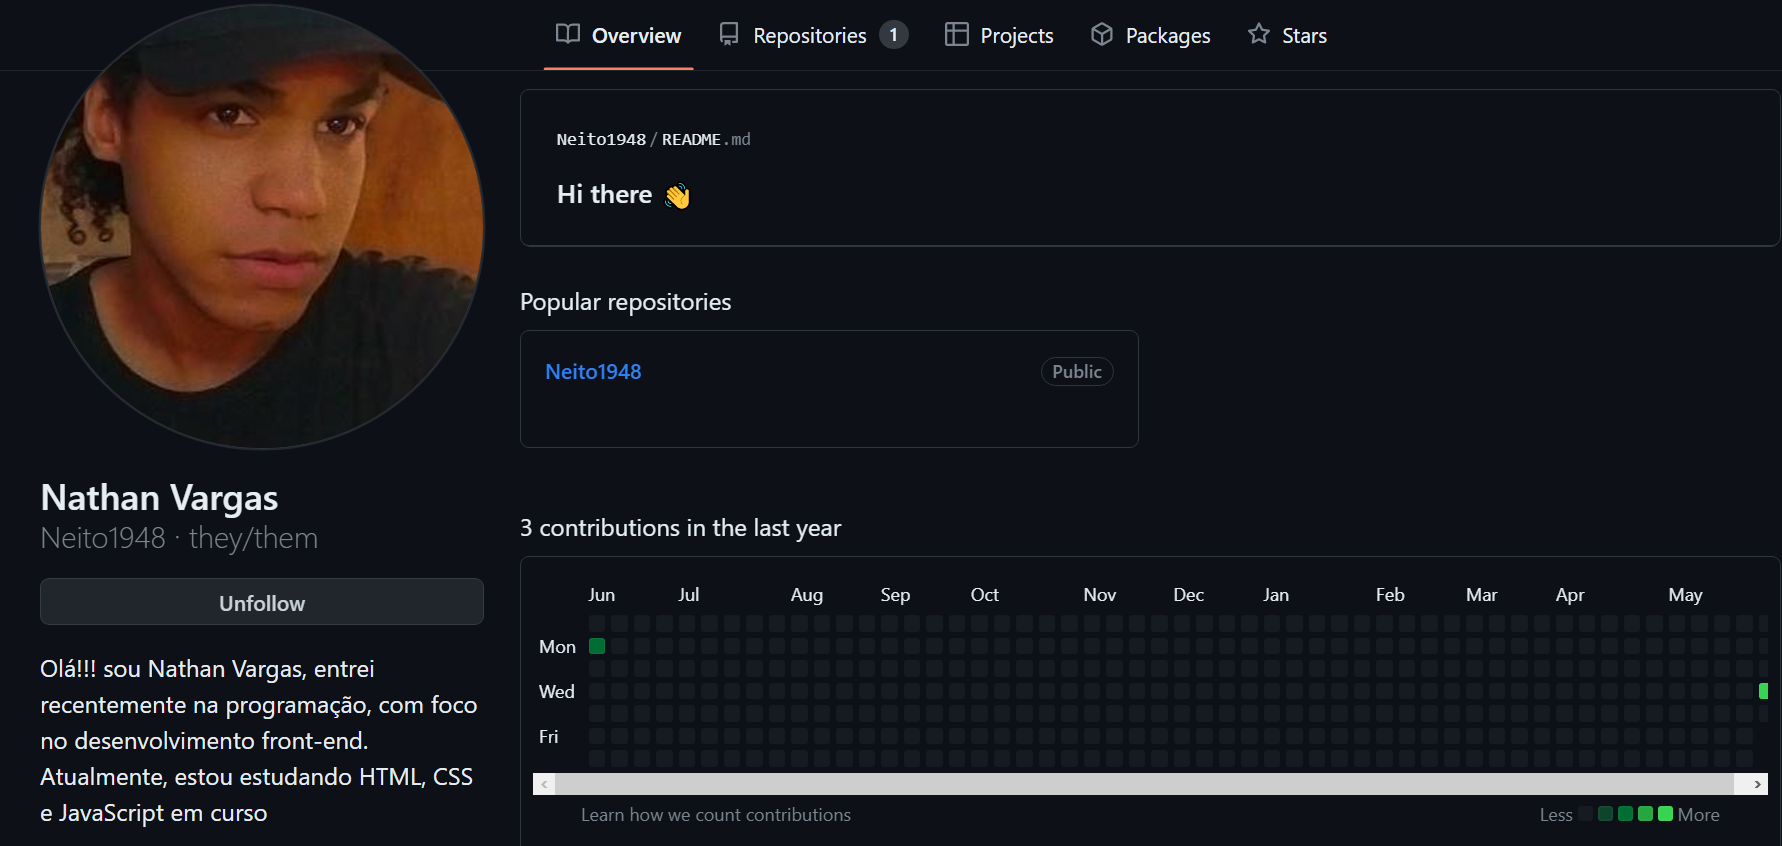 Overview
Repositories 1
Projects
Packages
Stars
Neito1948/README.md
Hi there 👋
Popular repositories
Neito1948
Public
Nathan Vargas
Neito1948 · they/them
Unfollow
Olá!!! sou Nathan Vargas, entrei
recentemente na programação, com foco
no desenvolvimento front-end.
Atualmente, estou estudando HTML, CSS
e JavaScript em curso
3 contributions in the last year
Jun Jul Aug Sep Oct Nov Dec Jan Feb Mar Apr May
Mon
Wed
Fri
Learn how we count contributions
Less More